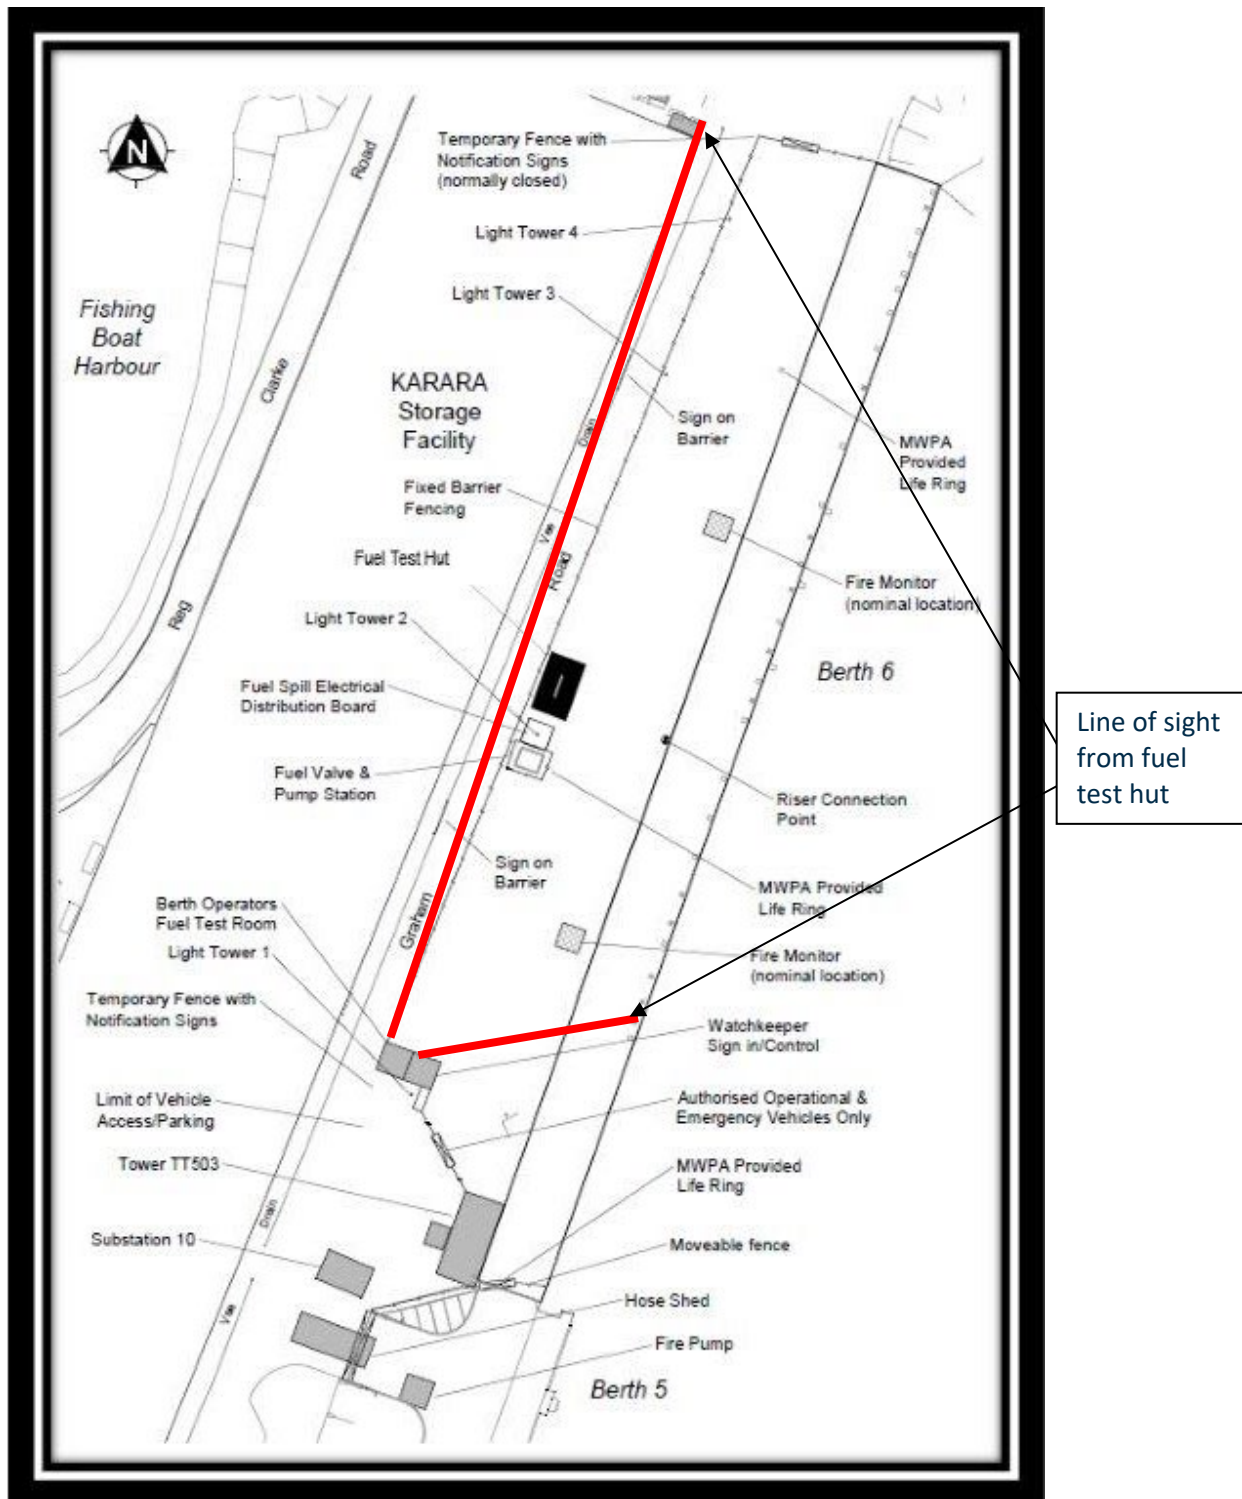 N
Road
Temporary Fence with
Notification Signs
(normally closed)
Light Tower 4
Light Tower 3
Fishing
Boat
Harbour
Clarke
KARARA
Storage
Facility
Drain
Sign on
Barrier
MWPA
Provided
Life Ring
Fixed Barrier
Fencing
Vee
Fuel Test Hut
Road
Fire Monitor
(nominal location)
Reg
Light Tower 2
Berth 6
Fuel Spill Electrical
Distribution Board
Line of sight
from fuel
test hut
Fuel Valve &
Pump Station
Riser Connection
Point
Sign on
Barrier
MWPA Provided
Life Ring
Berth Operators
Fuel Test Room
Graham
Light Tower 1
Fire Monitor
(nominal location)
Temporary Fence with
Notification Signs
Watchkeeper
Sign in/Control
Limit of Vehicle
Access/Parking
Authorised Operational &
Emergency Vehicles Only
Tower TT503
MWPA Provided
Life Ring
Drain
Substation 10
Moveable fence
Vee
Hose Shed
Fire Pump
Berth 5